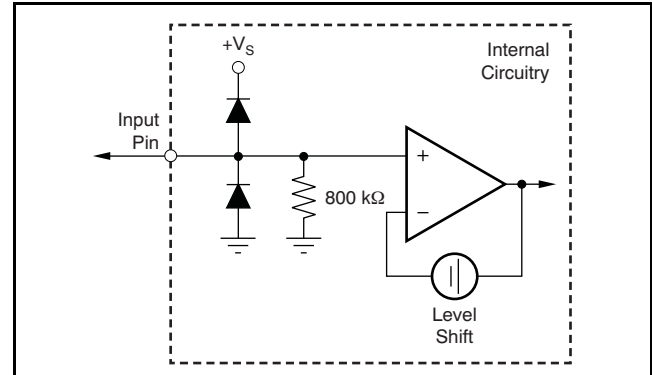 +VS
Internal
Circuitry
Input
Pin
+
800 kΩ
−
Level
Shift